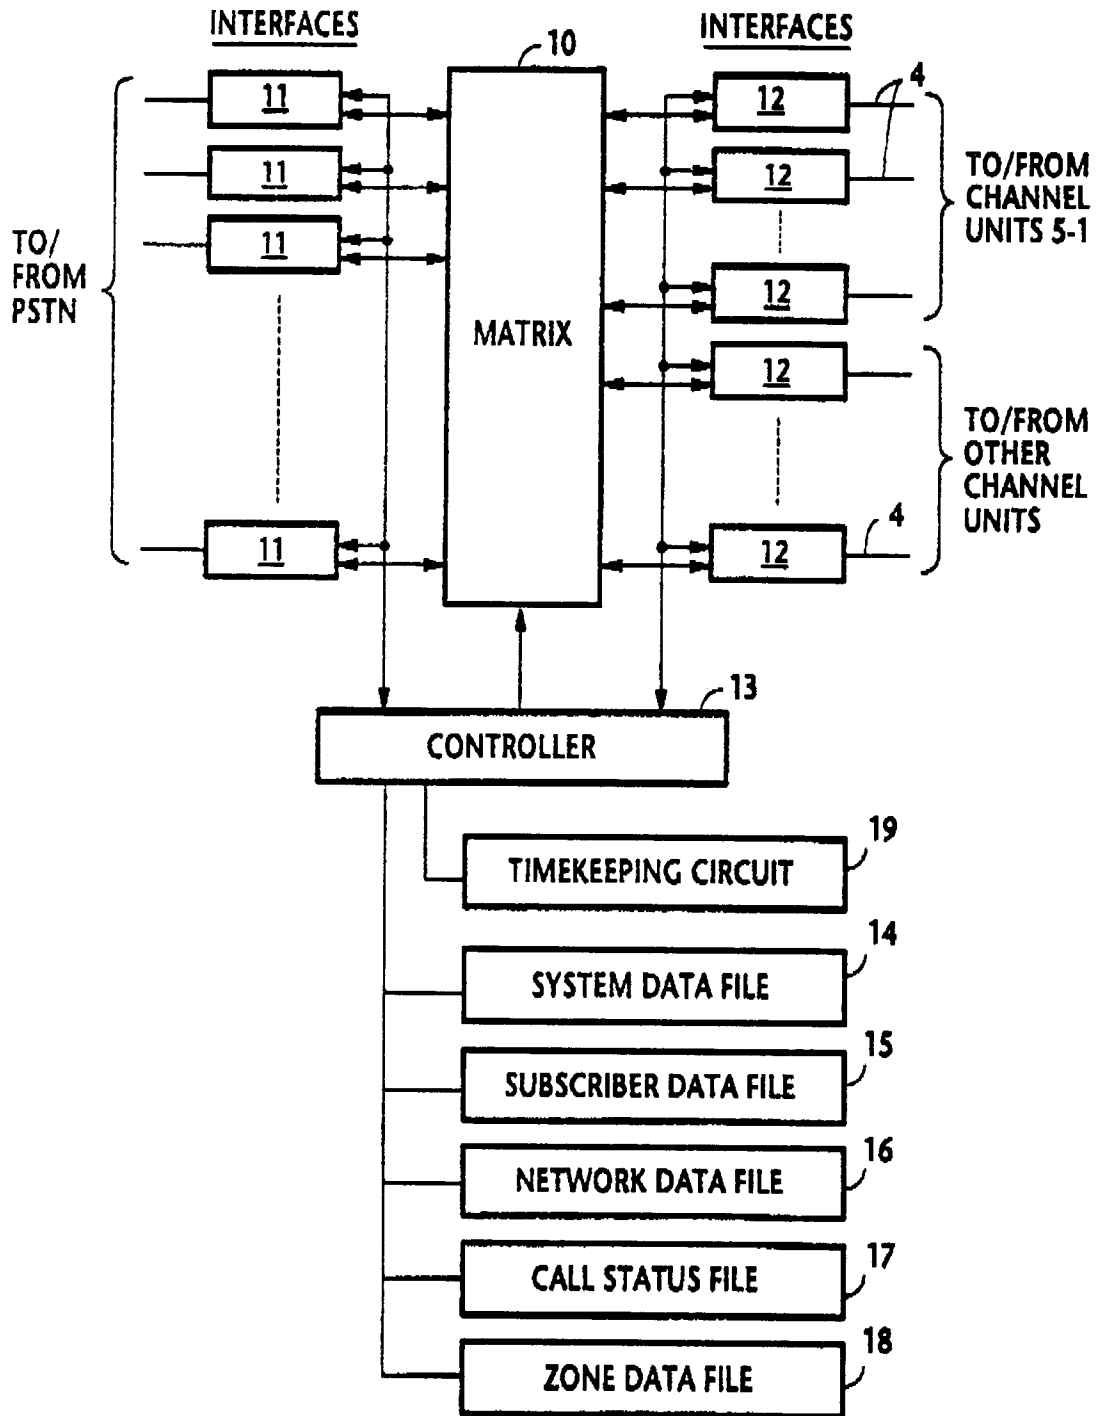 INTERFACES
10
INTERFACES
11
12
4
11
12
TO/FROM
CHANNEL
UNITS 5-1
TO/
FROM
PSTN
11
12
MATRIX
12
TO/FROM
OTHER
CHANNEL
UNITS
11
12
4
13
CONTROLLER
19
TIMEKEEPING CIRCUIT
14
SYSTEM DATA FILE
15
SUBSCRIBER DATA FILE
16
NETWORK DATA FILE
17
CALL STATUS FILE
18
ZONE DATA FILE